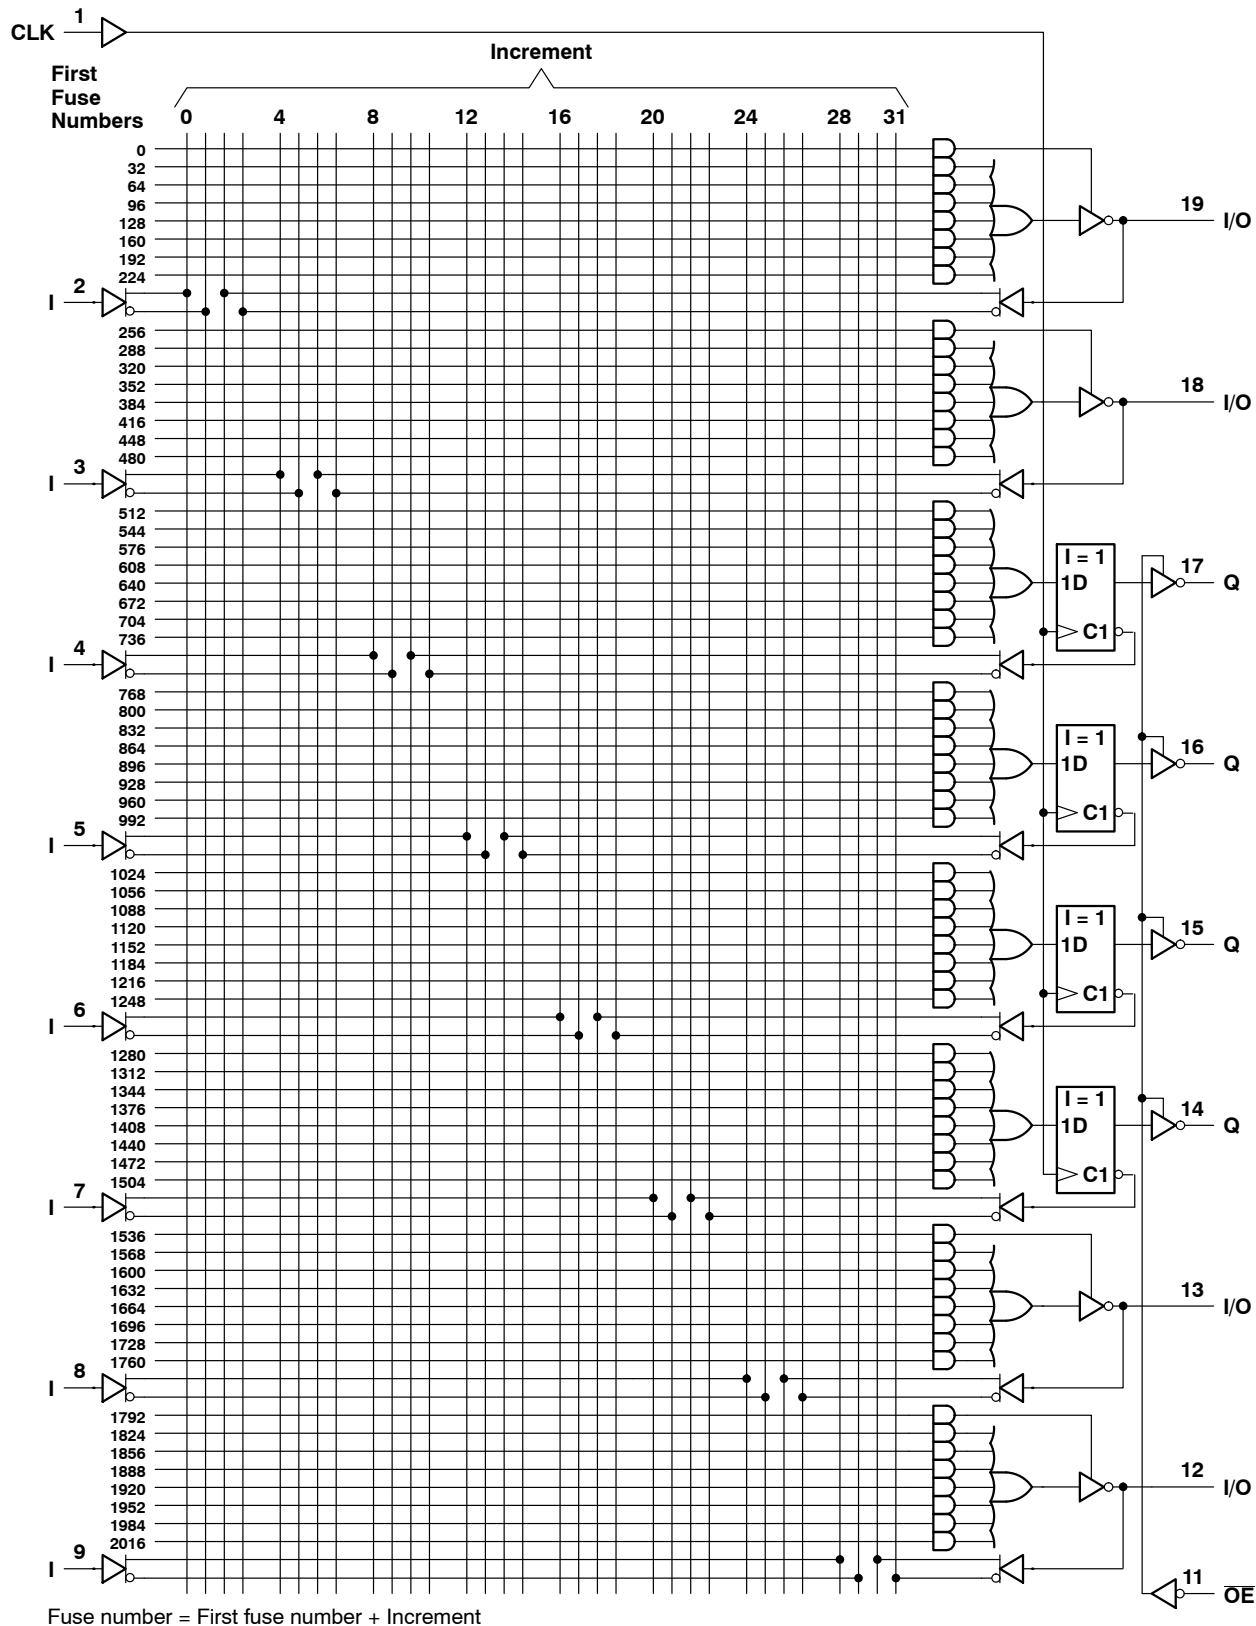 CLK 1
Increment
First
Fuse
Numbers
0 4 8 12 16 20 24 28 31
0
32
64
96
128
160
192
224
19 I/O
I 2
256
288
320
352
384
416
448
480
18 I/O
I 3
512
544
576
608
640
672
704
736
I = 1
1D
C1
17 Q
I 4
768
800
832
864
896
928
960
992
I = 1
1D
C1
16 Q
I 5
1024
1056
1088
1120
1152
1184
1216
1248
I = 1
1D
C1
15 Q
I 6
1280
1312
1344
1376
1408
1440
1472
1504
I = 1
1D
C1
14 Q
I 7
1536
1568
1600
1632
1664
1696
1728
1760
13 I/O
I 8
1792
1824
1856
1888
1920
1952
1984
2016
12 I/O
I 9
11 OE
Fuse number = First fuse number + Increment